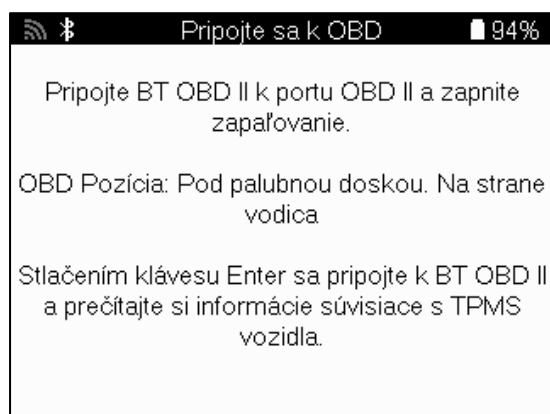 Pripojte sa k OBD 94%
Pripojte BT OBD II k portu OBD II a zapnite
zapaľovanie.
OBD Pozícia: Pod palubnou doskou. Na strane
vodica
Stlačením klávesu Enter sa pripojte k BT OBD II
a prečítajte si informácie súvisiace s TPMS
vozidla.